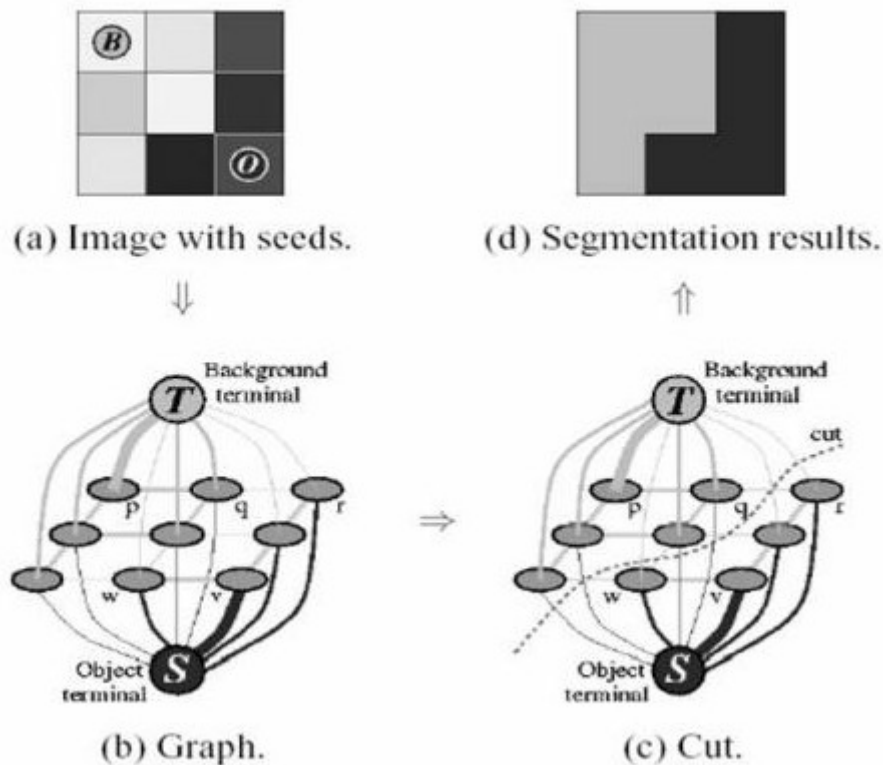 B
O
(a) Image with seeds.
(d) Segmentation results.
⇓
⇑
Background
terminal
T
p
q
r
w
v
S
Object
terminal
(b) Graph.
⇒
Background
terminal
T
cut
p
q
r
w
v
S
Object
terminal
(c) Cut.